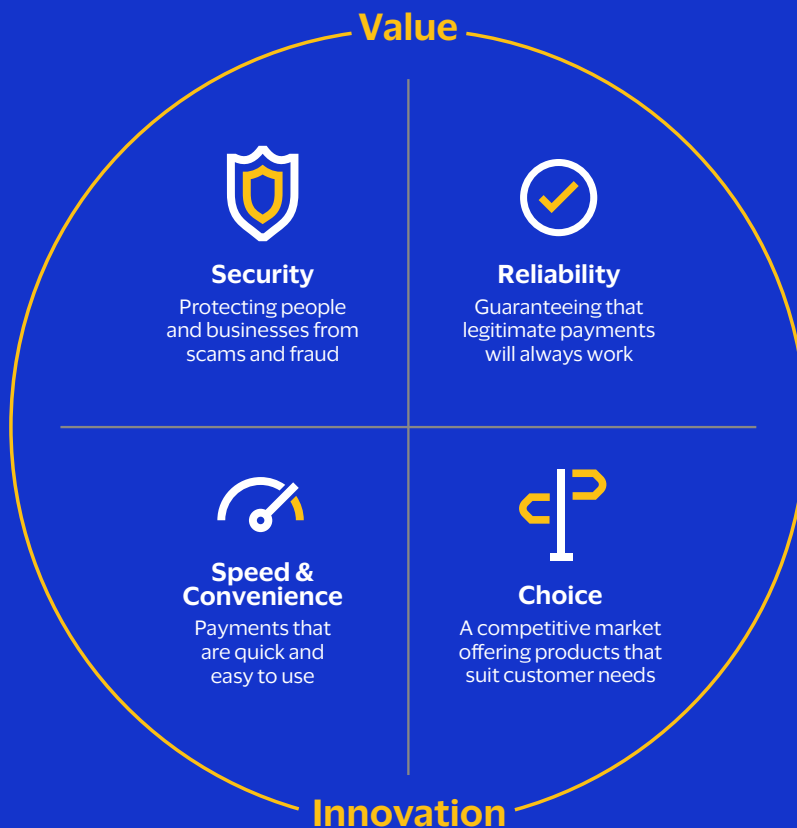 Value
Security
Protecting people
and businesses from
scams and fraud
Reliability
Guaranteeing that
legitimate payments
will always work
Speed &
Convenience
Payments that
are quick and
easy to use
Choice
A competitive market
offering products that
suit customer needs
Innovation